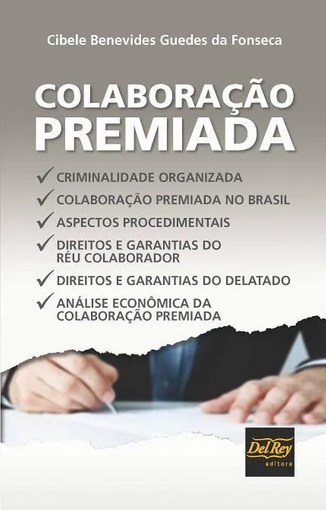 Cibele Benevides Guedes da Fonseca
COLABORAÇÃO
PREMIADA
CRIMINALIDADE ORGANIZADA
COLABORAÇÃO PREMIADA NO BRASIL
ASPECTOS PROCEDIMENTAIS
DIREITOS E GARANTIAS DO
RÉU COLABORADOR
DIREITOS E GARANTIAS DO DELATADO
ANÁLISE ECONÔMICA DA
COLABORAÇÃO PREMIADA
Del Rey
editora